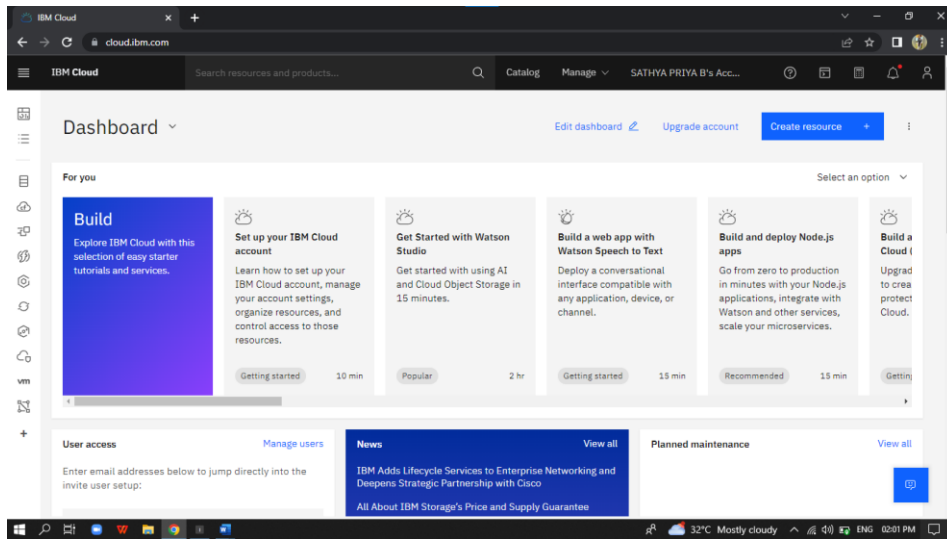 IBM Cloud
cloud.ibm.com
IBM Cloud
Search resources and products...
Catalog
Manage
SATHYA PRIYA B's Acc...
Dashboard
Edit dashboard
Upgrade account
Create resource +
For you
Select an option
Build
Explore IBM Cloud with this
selection of easy starter
tutorials and services.
Set up your IBM Cloud
account
Learn how to set up your
IBM Cloud account, manage
your account settings,
organize resources, and
control access to those
resources.
Getting started
10 min
Get Started with Watson
Studio
Get started with using AI
and Cloud Object Storage in
15 minutes.
Popular
2 hr
Build a web app with
Watson Speech to Text
Deploy a conversational
interface compatible with
any application, device, or
channel.
Getting started
15 min
Build and deploy Node.js
apps
Go from zero to production
in minutes with your Node.js
applications, integrate with
Watson and other services,
scale your microservices.
Recommended
15 min
Build a
Cloud (
Upgrad
to crea
protect
Cloud.
Getting
vm
User access
Manage users
Enter email addresses below to jump directly into the
invite user setup:
News
View all
IBM Adds Lifecycle Services to Enterprise Networking and
Deepens Strategic Partnership with Cisco
All About IBM Storage's Price and Supply Guarantee
Planned maintenance
View all
32°C Mostly cloudy
ENG
02:01 PM